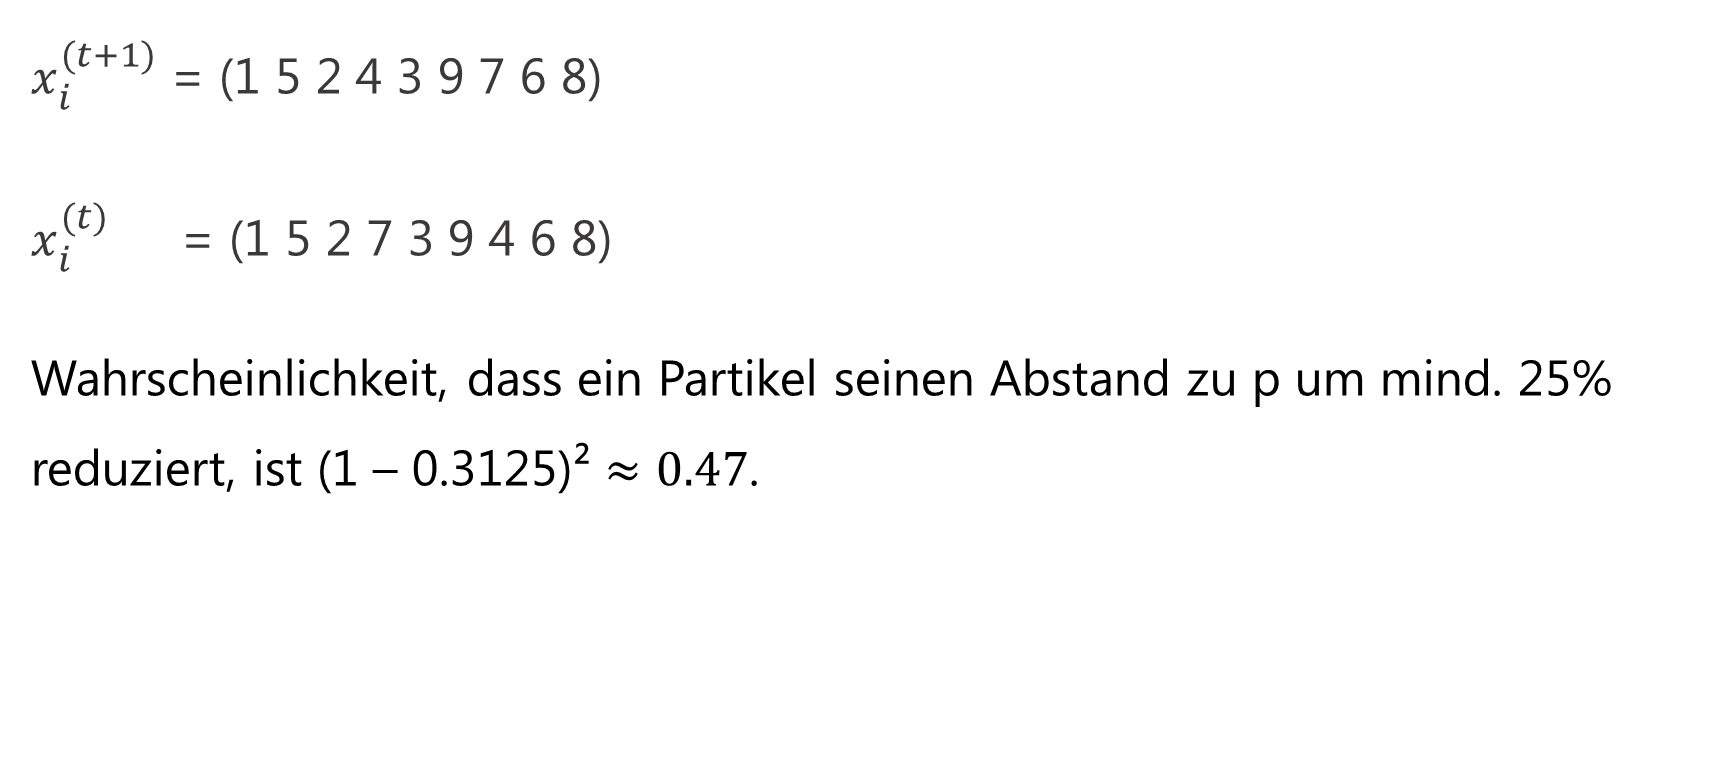 x_i^(t+1) = (1 5 2 4 3 9 7 6 8)
x_i^(t) = (1 5 2 7 3 9 4 6 8)
Wahrscheinlichkeit, dass ein Partikel seinen Abstand zu p um mind. 25%
reduziert, ist (1 – 0.3125)² ≈ 0.47.